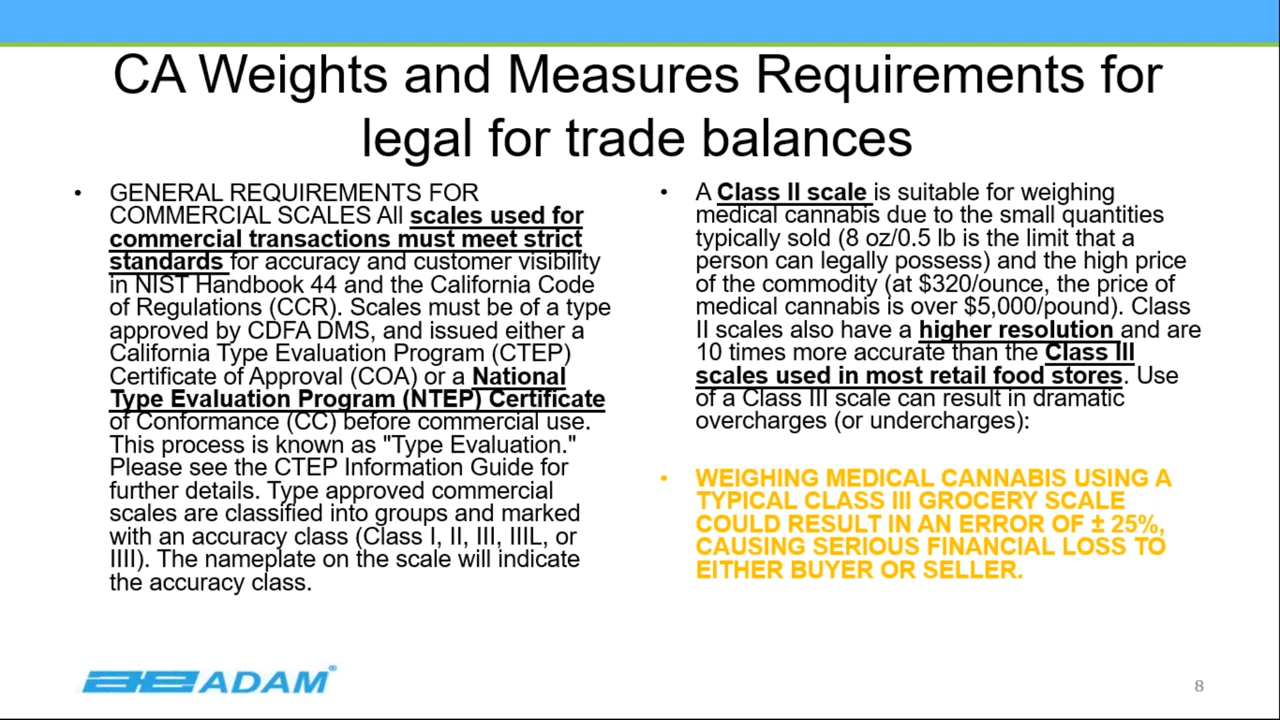 CA Weights and Measures Requirements for
legal for trade balances
• GENERAL REQUIREMENTS FOR
COMMERCIAL SCALES All scales used for
commercial transactions must meet strict
standards for accuracy and customer visibility
in NIST Handbook 44 and the California Code
of Regulations (CCR). Scales must be of a type
approved by CDFA DMS, and issued either a
California Type Evaluation Program (CTEP)
Certificate of Approval (COA) or a National
Type Evaluation Program (NTEP) Certificate
of Conformance (CC) before commercial use.
This process is known as "Type Evaluation."
Please see the CTEP Information Guide for
further details. Type approved commercial
scales are classified into groups and marked
with an accuracy class (Class I, II, III, IIIL, or
IIII). The nameplate on the scale will indicate
the accuracy class.
• A Class II scale is suitable for weighing
medical cannabis due to the small quantities
typically sold (8 oz/0.5 lb is the limit that a
person can legally possess) and the high price
of the commodity (at $320/ounce, the price of
medical cannabis is over $5,000/pound). Class
II scales also have a higher resolution and are
10 times more accurate than the Class III
scales used in most retail food stores. Use
of a Class III scale can result in dramatic
overcharges (or undercharges):
• WEIGHING MEDICAL CANNABIS USING A
TYPICAL CLASS III GROCERY SCALE
COULD RESULT IN AN ERROR OF ± 25%,
CAUSING SERIOUS FINANCIAL LOSS TO
EITHER BUYER OR SELLER.
ADAM®
8